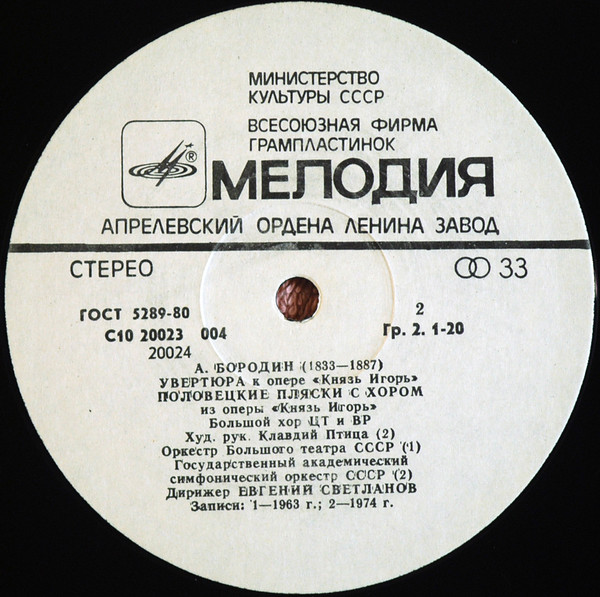 МИНИСТЕРСТВО
КУЛЬТУРЫ СССР
ВСЕСОЮЗНАЯ ФИРМА
ГРАМПЛАСТИНОК
®
МЕЛОДИЯ
АПРЕЛЕВСКИЙ ОРДЕНА ЛЕНИНА ЗАВОД
СТЕРЕО 33
ГОСТ 5289-80 2
С10 20023 004 Гр. 2. 1-20
20024
А. БОРОДИН (1833—1887)
УВЕРТЮРА к опере «Князь Игорь»
ПОЛОВЕЦКИЕ ПЛЯСКИ С ХОРОМ
из оперы «Князь Игорь»
Большой хор ЦТ и ВР
Худ. рук. Клавдий Птица (2)
Оркестр Большого театра СССР (1)
Государственный академический
симфонический оркестр СССР (2)
Дирижер ЕВГЕНИЙ СВЕТЛАНОВ
Записи: 1—1963 г.; 2—1974 г.